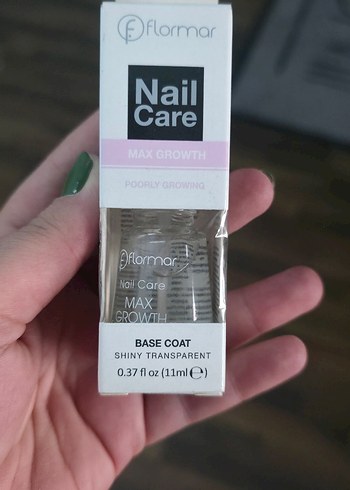 flormar
Nail
Care
MAX GROWTH
POORLY GROWING
flormar
Nail Care
MAX
GROWTH
BASE COAT
SHINY TRANSPARENT
0.37 fl oz (11ml℮)